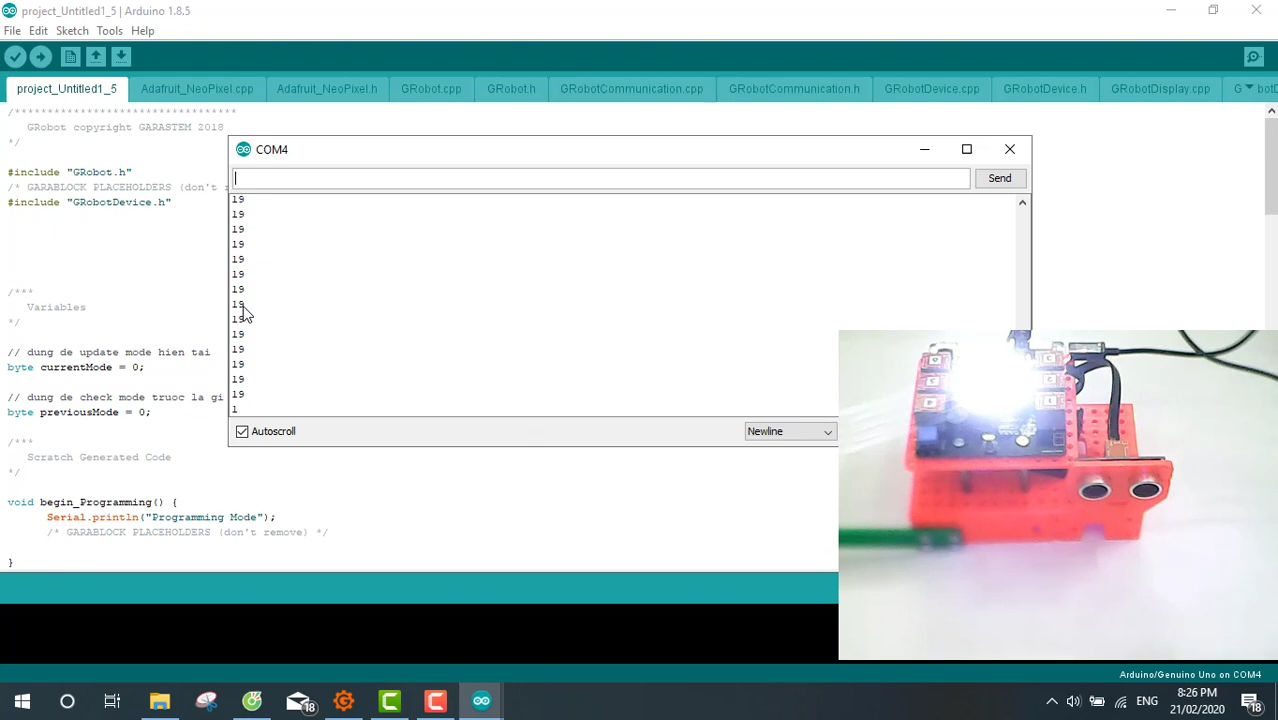 project_Untitled1_5 | Arduino 1.8.5
File Edit Sketch Tools Help
project_Untitled1_5 Adafruit_NeoPixel.cpp Adafruit_NeoPixel.h GRobot.cpp GRobot.h GRobotCommunication.cpp GRobotCommunication.h GRobotDevice.cpp GRobotDevice.h GRobotDisplay.cpp
/*******************************
GRobot copyright GARASTEM 2018
*/
#include "GRobot.h"
/* GARABLOCK PLACEHOLDERS (don't
#include "GRobotDevice.h"
/***
Variables
*/
// dung de update mode hien tai
byte currentMode = 0;
// dung de check mode truoc la gi
byte previousMode = 0;
/***
Scratch Generated Code
*/
void begin_Programming() {
Serial.println("Programming Mode");
/* GARABLOCK PLACEHOLDERS (don't remove) */
}
COM4
Send
19
19
19
19
19
19
19
19
19
19
19
19
19
19
1
Autoscroll
Newline
Arduino/Genuino Uno on COM4
18
ENG
8:26 PM
21/02/2020
18